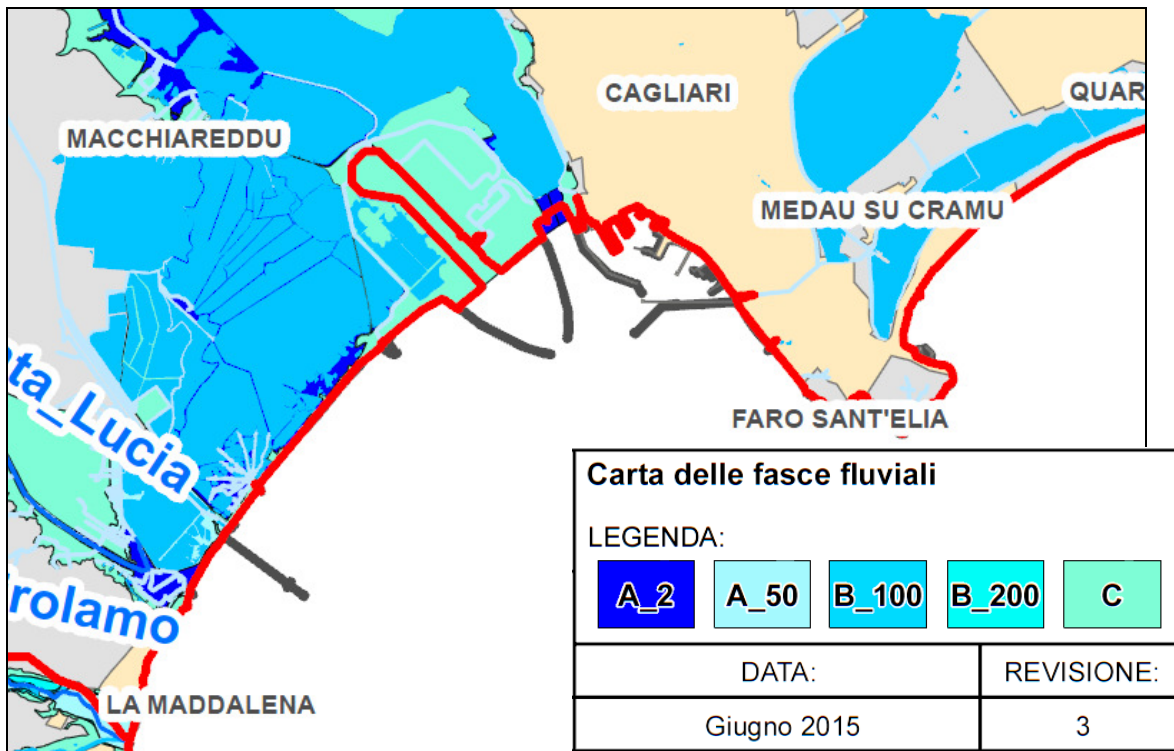 CAGLIARI
QUAR
MACCHIAREDDU
MEDAU SU CRAMU
ta_Lucia
FARO SANT'ELIA
rolamo
LA MADDALENA
Carta delle fasce fluviali
LEGENDA:
A_2 A_50 B_100 B_200 C
DATA: REVISIONE:
Giugno 2015 3